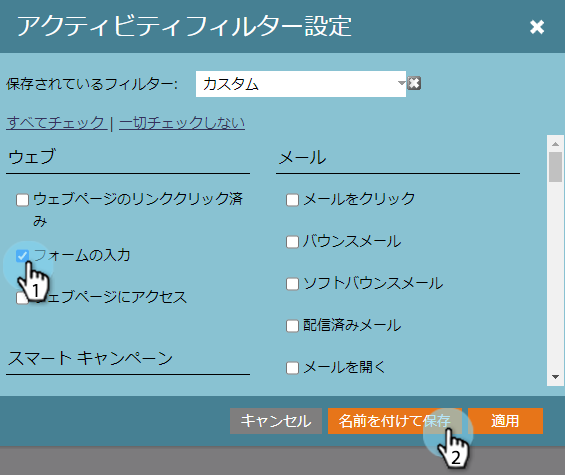 アクティビティフィルター設定
保存されているフィルター: カスタム
すべてチェック | 一切チェックしない
ウェブ
ウェブページのリンククリック済
み
フォームの入力
1
ウェブページにアクセス
スマート キャンペーン
メール
メールをクリック
バウンスメール
ソフトバウンスメール
配信済みメール
メールを開く
キャンセル 名前を付けて保存 適用
2